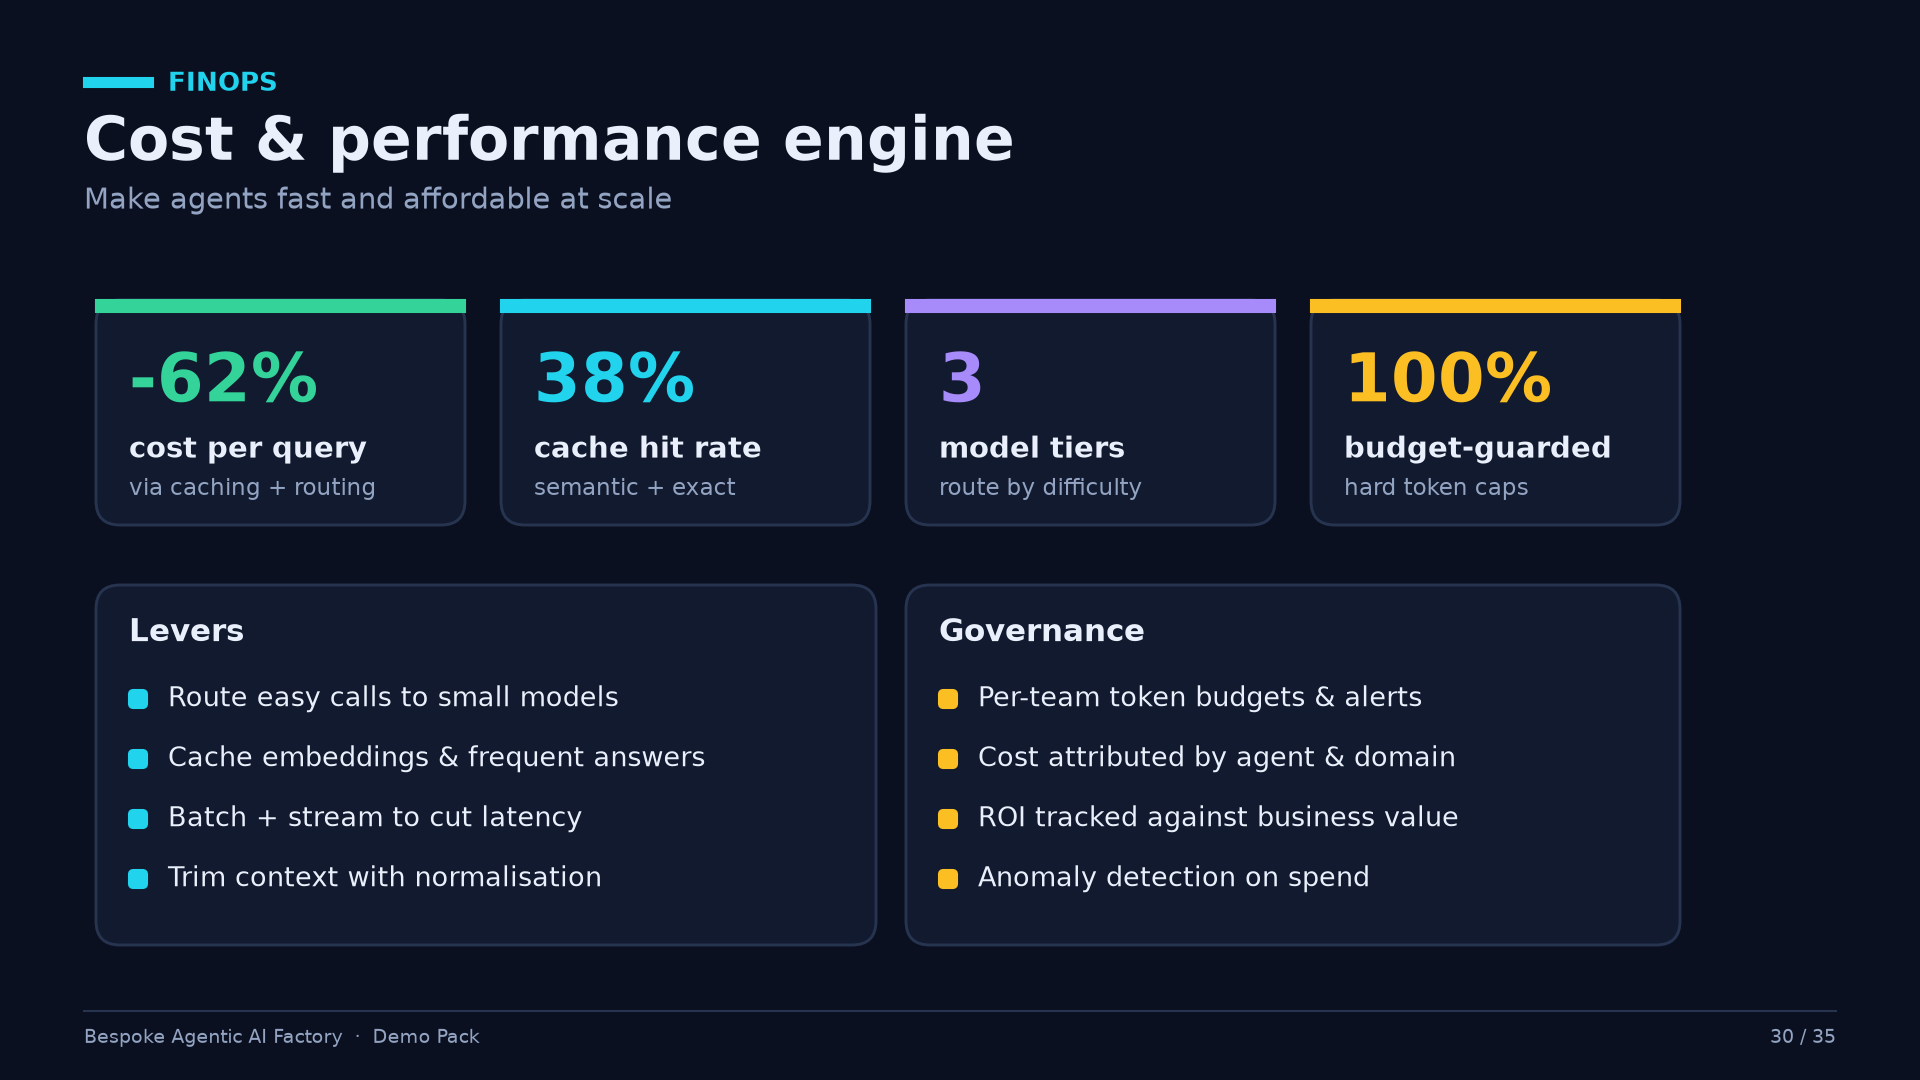 FINOPS
Cost & performance engine
Make agents fast and affordable at scale
-62%
cost per query
via caching + routing
38%
cache hit rate
semantic + exact
3
model tiers
route by difficulty
100%
budget-guarded
hard token caps
Levers
Route easy calls to small models
Cache embeddings & frequent answers
Batch + stream to cut latency
Trim context with normalisation
Governance
Per-team token budgets & alerts
Cost attributed by agent & domain
ROI tracked against business value
Anomaly detection on spend
Bespoke Agentic AI Factory · Demo Pack
30 / 35